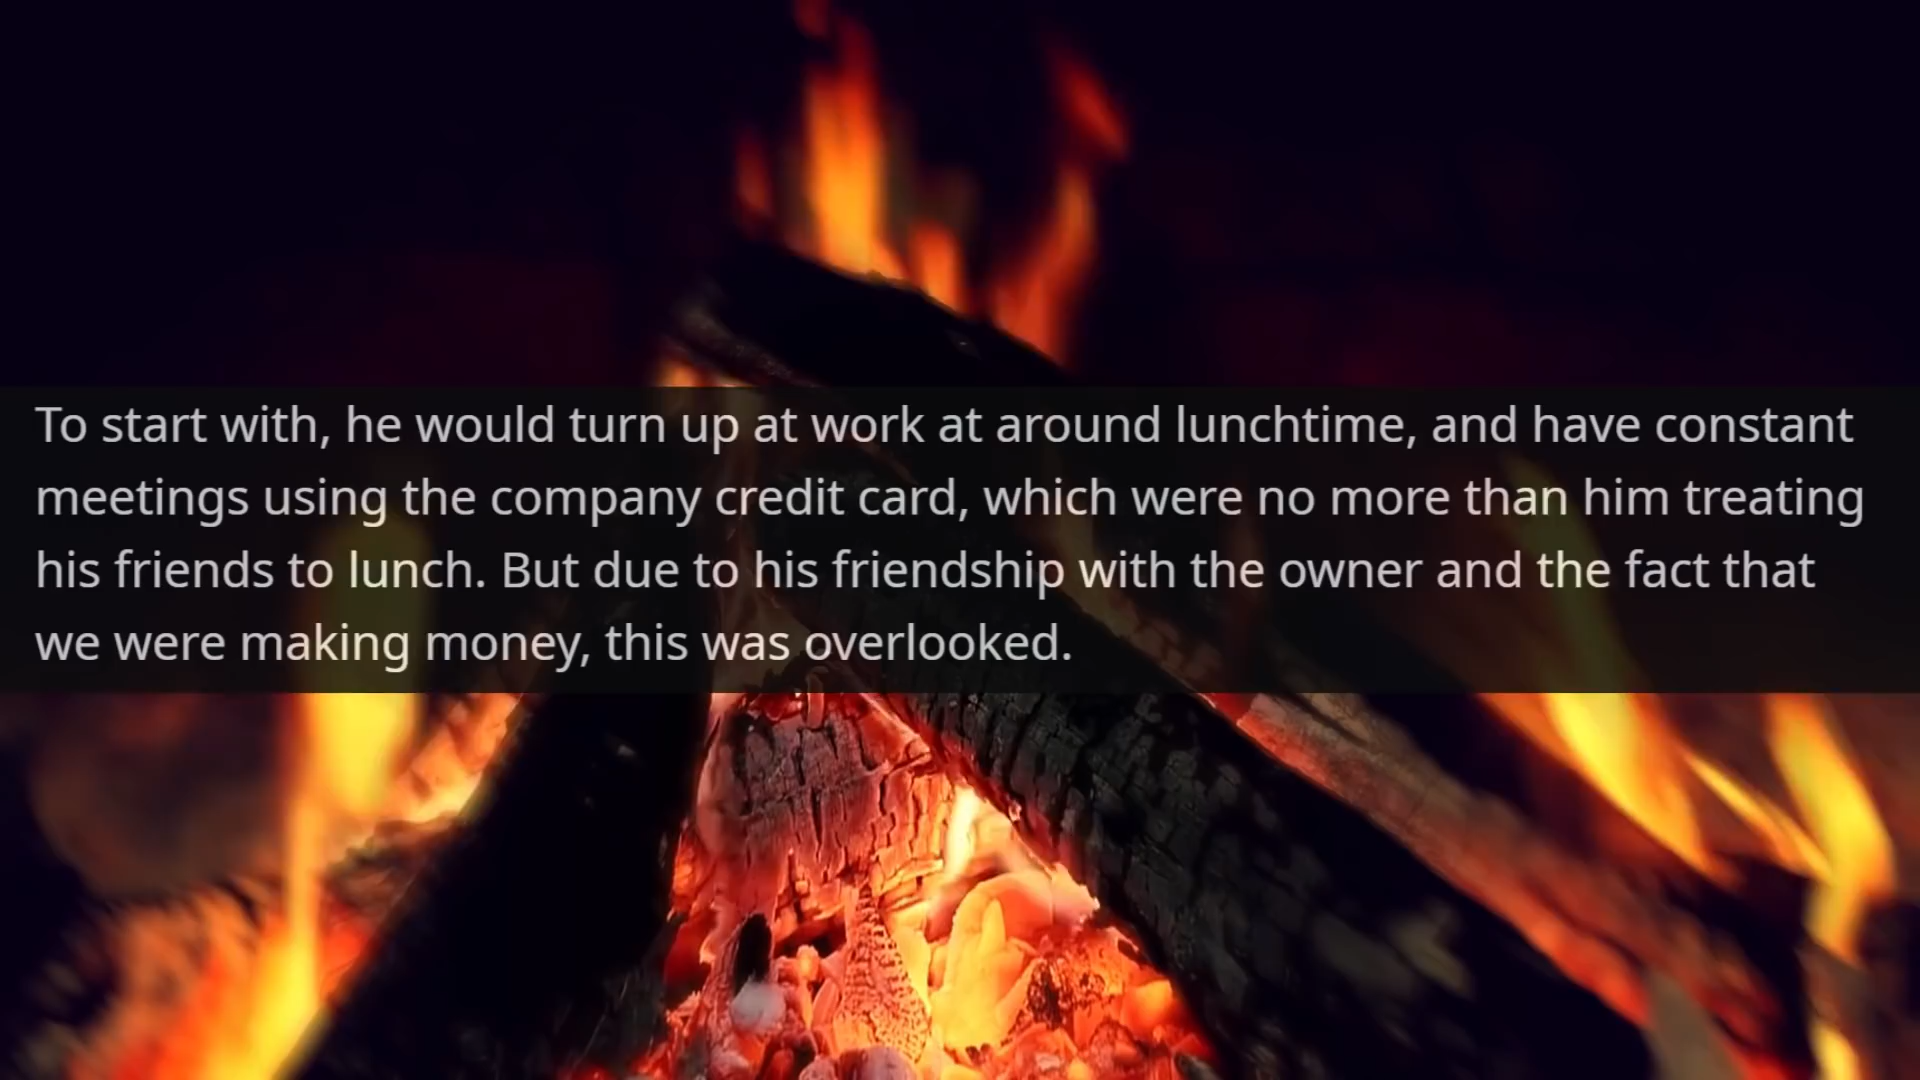 To start with, he would turn up at work at around lunchtime, and have constant
meetings using the company credit card, which were no more than him treating
his friends to lunch. But due to his friendship with the owner and the fact that
we were making money, this was overlooked.